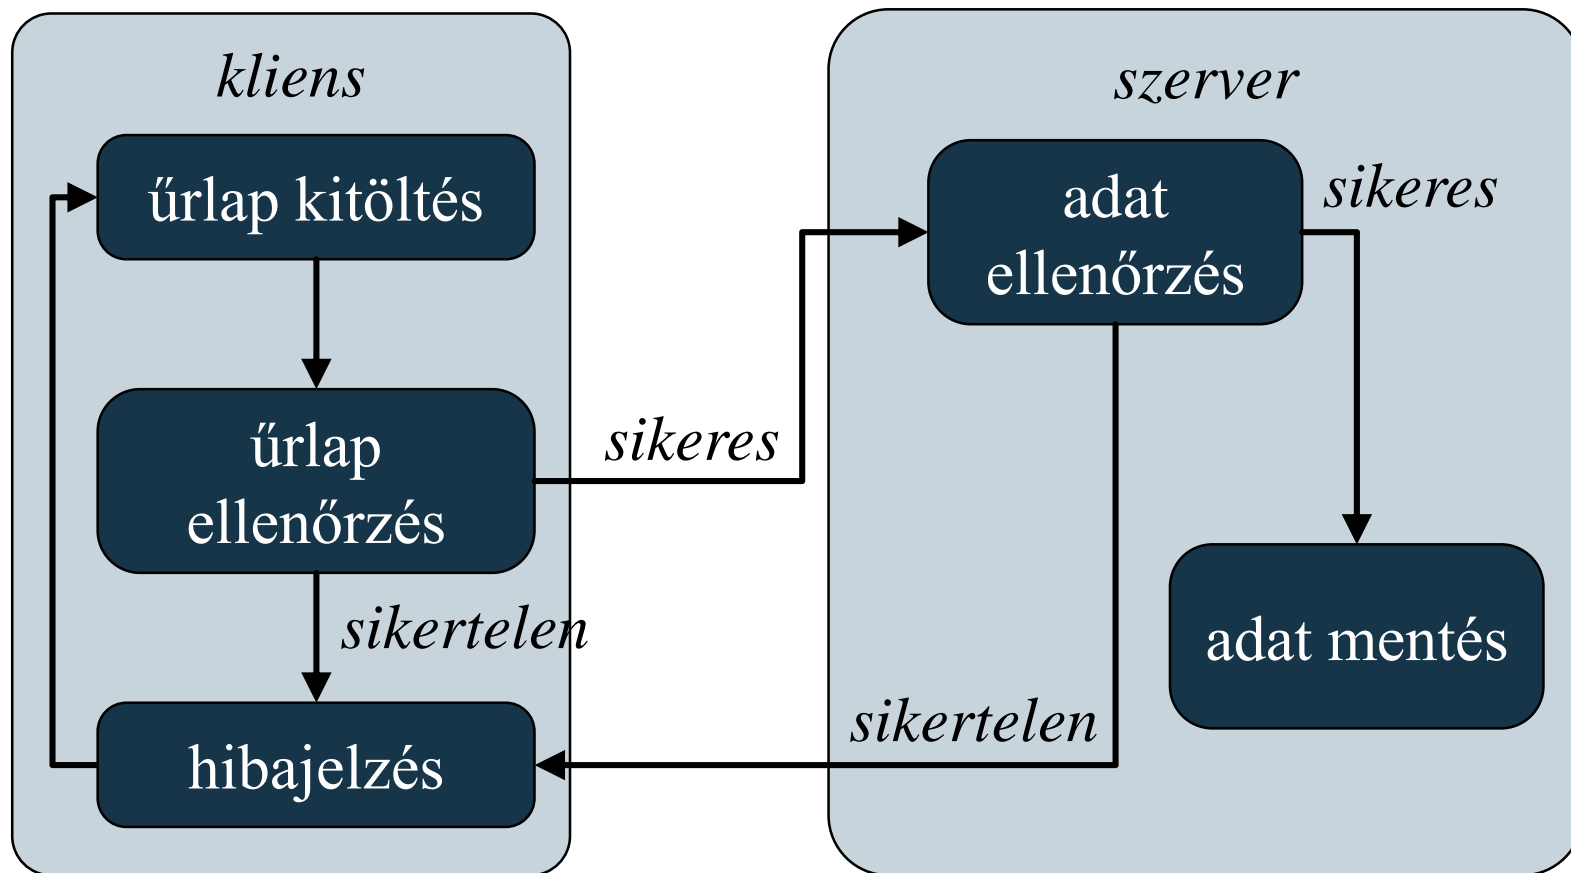 kliens
űrlap kitöltés
űrlap
ellenőrzés
sikertelen
hibajelzés
sikeres
szerver
adat
ellenőrzés
sikeres
adat mentés
sikertelen